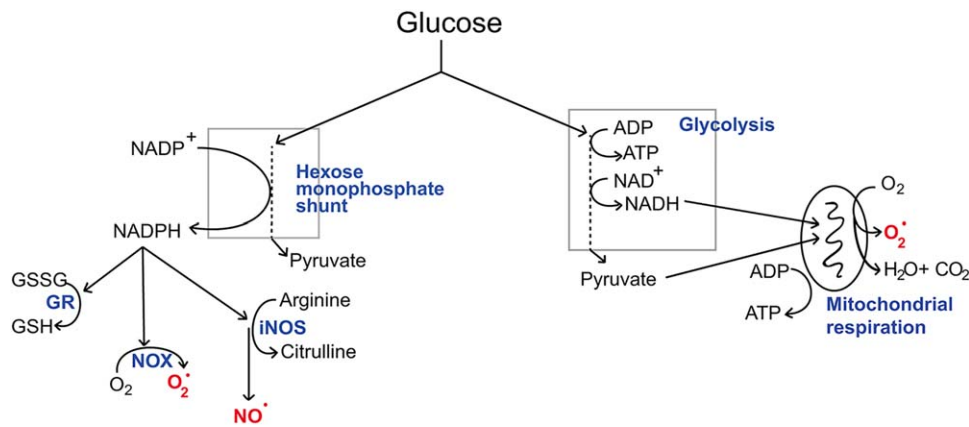 Glucose
NADP+
Hexose
monophosphate
shunt
NADPH
Pyruvate
GSSG
GR
GSH
NOX
O2
O2•
Arginine
iNOS
Citrulline
NO•
Glycolysis
ADP
ATP
NAD+
NADH
Pyruvate
O2
O2•
H2O+ CO2
ADP
ATP
Mitochondrial
respiration